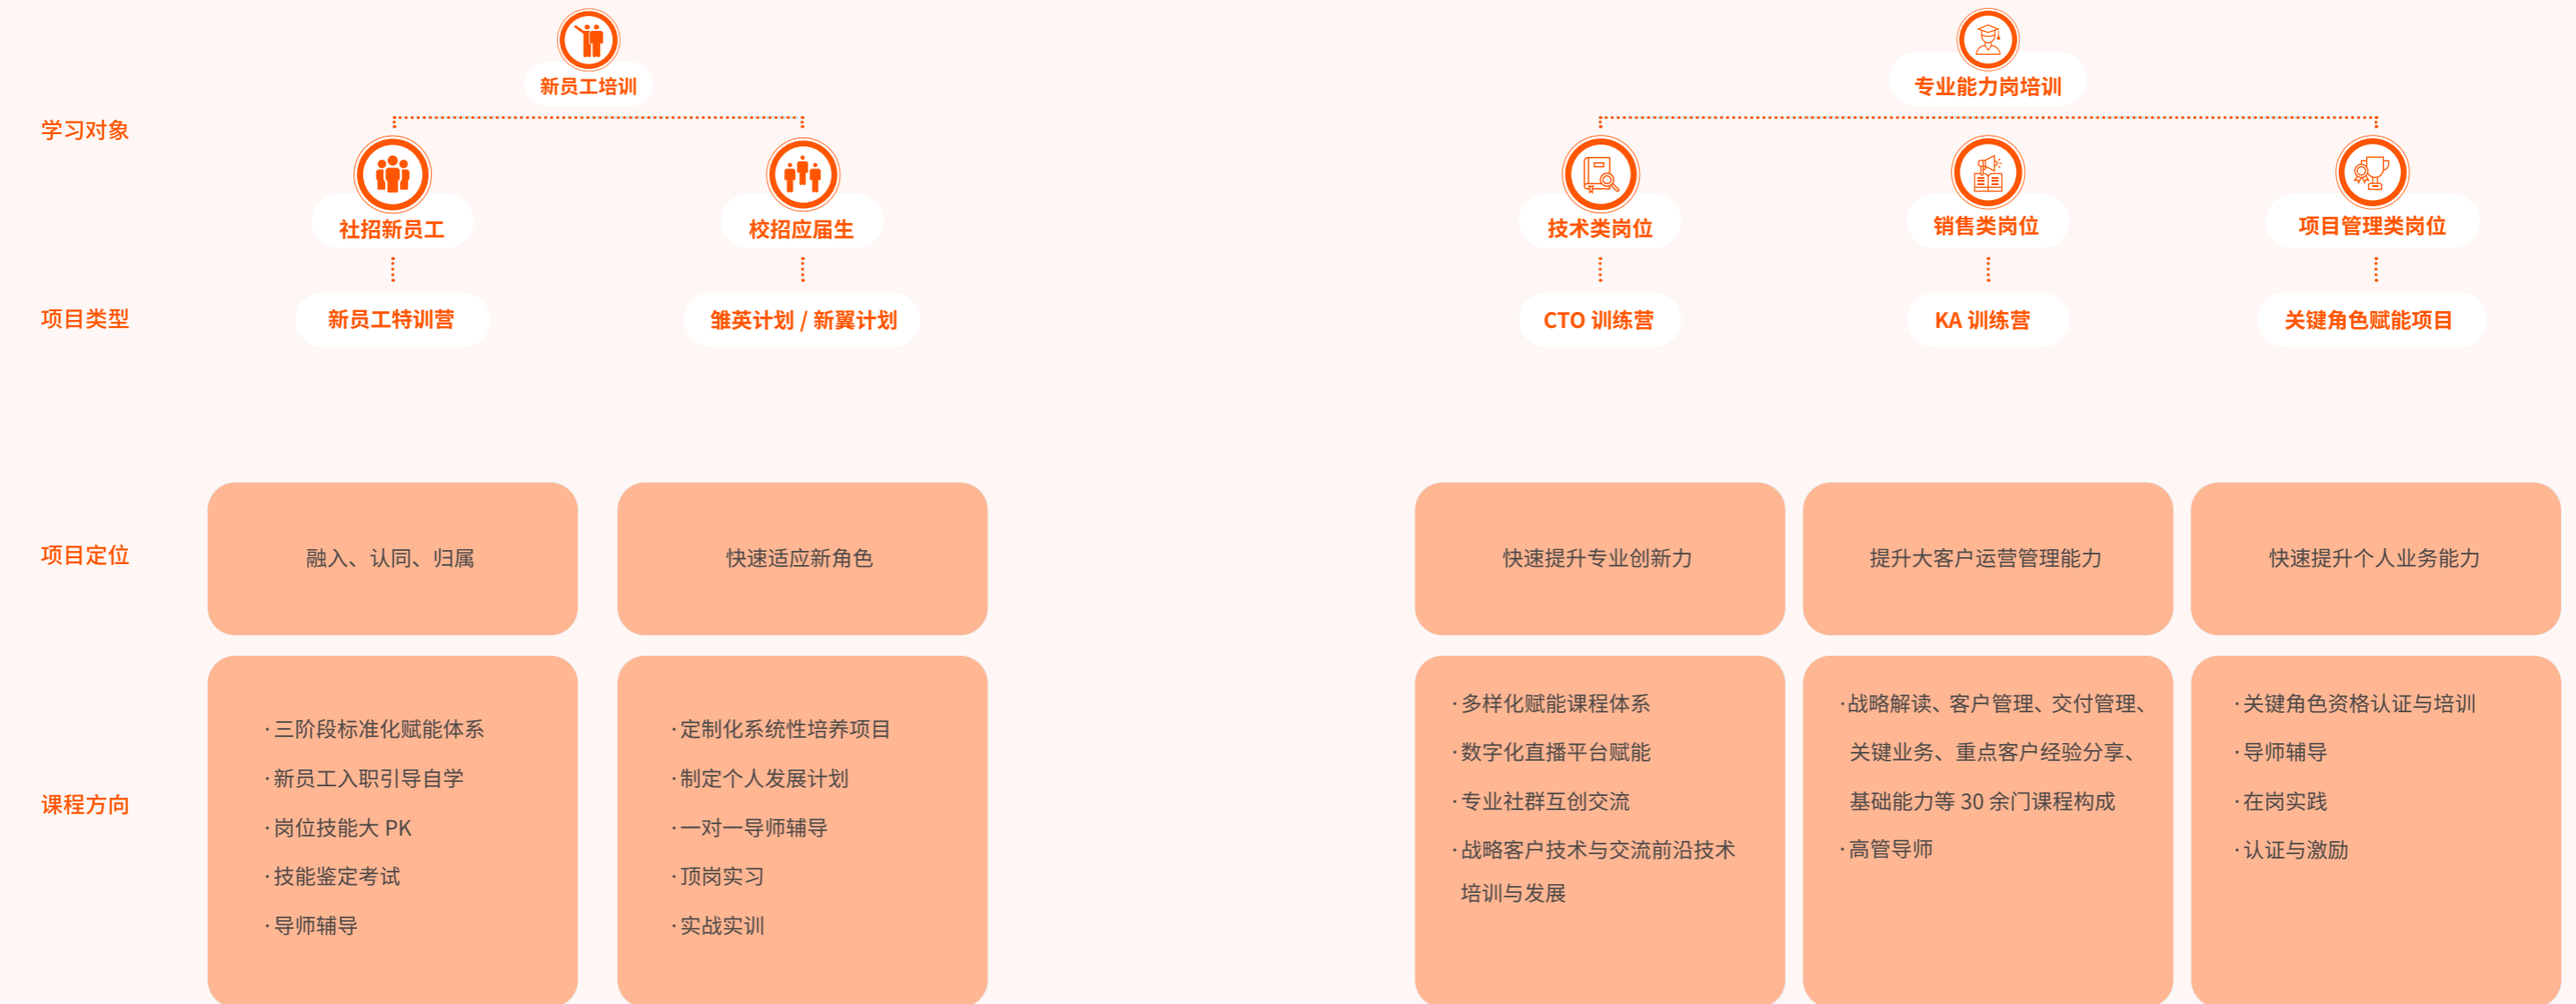 新员工培训
专业能力岗培训
学习对象
社招新员工
校招应届生
技术类岗位
销售类岗位
项目管理类岗位
项目类型
新员工特训营
雏英计划 / 新翼计划
CTO 训练营
KA 训练营
关键角色赋能项目
项目定位
融入、认同、归属
快速适应新角色
快速提升专业创新力
提升大客户运营管理能力
快速提升个人业务能力
课程方向
·三阶段标准化赋能体系
·新员工入职引导自学
·岗位技能大 PK
·技能鉴定考试
·导师辅导
·定制化系统性培养项目
·制定个人发展计划
·一对一导师辅导
·顶岗实习
·实战实训
·多样化赋能课程体系
·数字化直播平台赋能
·专业社群互创交流
·战略客户技术与交流前沿技术
培训与发展
·战略解读、客户管理、交付管理、
关键业务、重点客户经验分享、
基础能力等 30 余门课程构成
·高管导师
·关键角色资格认证与培训
·导师辅导
·在岗实践
·认证与激励